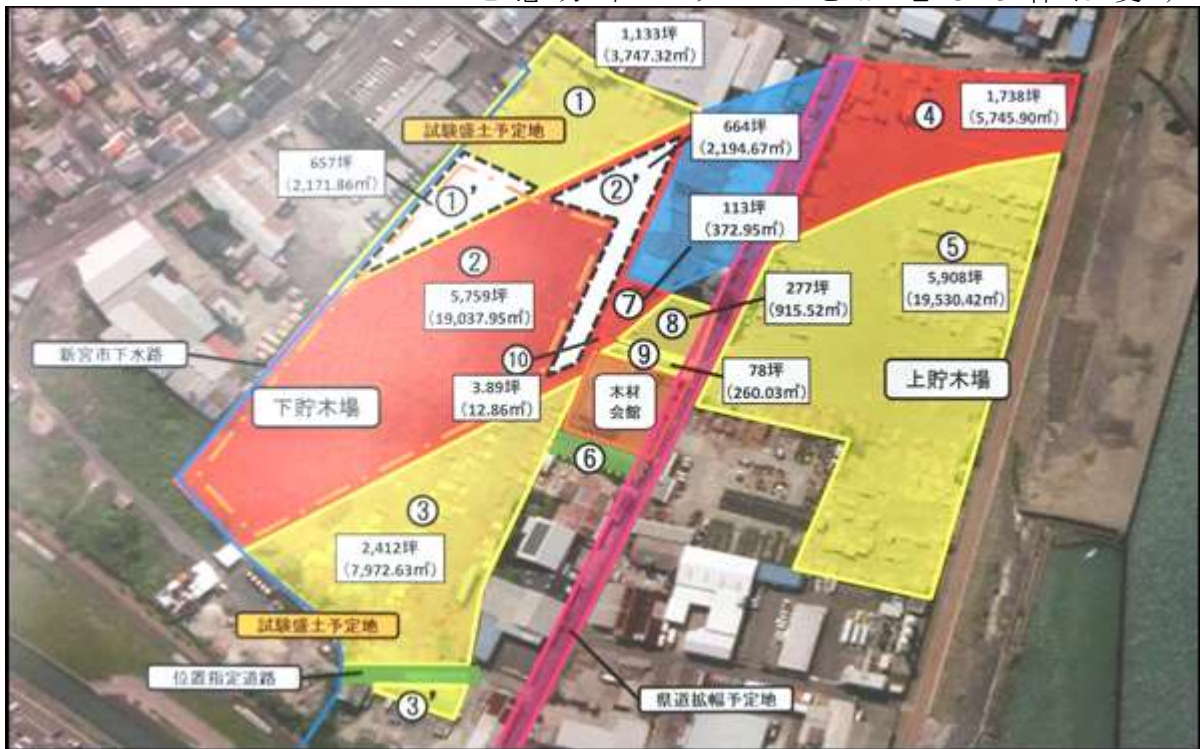 1,133坪
(3,747.32㎡)
①
試験盛土予定地
657坪
(2,171.86㎡)
①'
②'
664坪
(2,194.67㎡)
④
1,738坪
(5,745.90㎡)
113坪
(372.95㎡)
②
5,759坪
(19,037.95㎡)
⑦
277坪
(915.52㎡)
⑧
⑤
5,908坪
(19,530.42㎡)
新宮市下水路
⑩
⑨
下貯木場
3.89坪
(12.86㎡)
木材
会館
78坪
(260.03㎡)
上貯木場
⑥
③
2,412坪
(7,972.63㎡)
試験盛土予定地
位置指定道路
③'
県道拡幅予定地